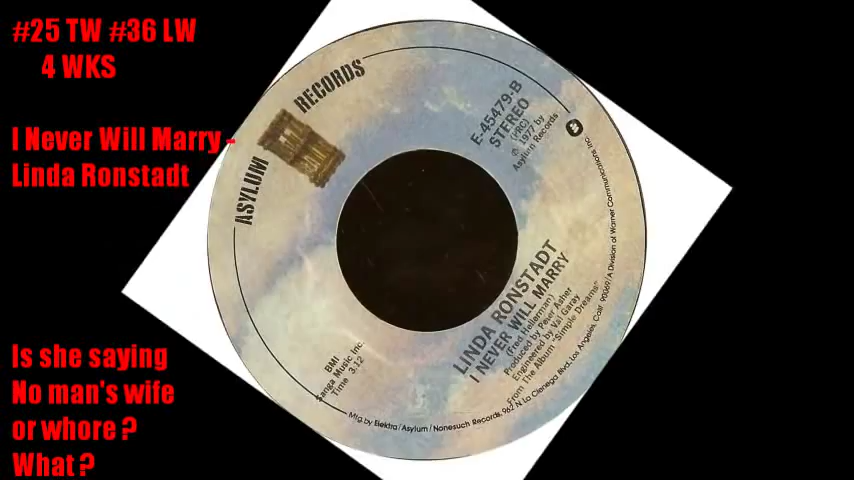 #25 TW #36 LW
4 WKS
I Never Will Marry -
Linda Ronstadt
Is she saying
No man's wife
or whore ?
What ?
ASYLUM RECORDS
E-45479-B
STEREO
(PRC)
℗ 1977 by
Asylum Records
LINDA RONSTADT
I NEVER WILL MARRY
(Fred Hellerman)
Produced by Peter Asher
Engineered by Val Garay
From The Album "Simple Dreams"
BMI
Sanga Music Inc.
Time 3:12
Mfg. by Elektra/Asylum/Nonesuch Records, 962 N. La Cienega Blvd., Los Angeles, Calif. 90069/A Division of Warner Communications Inc.